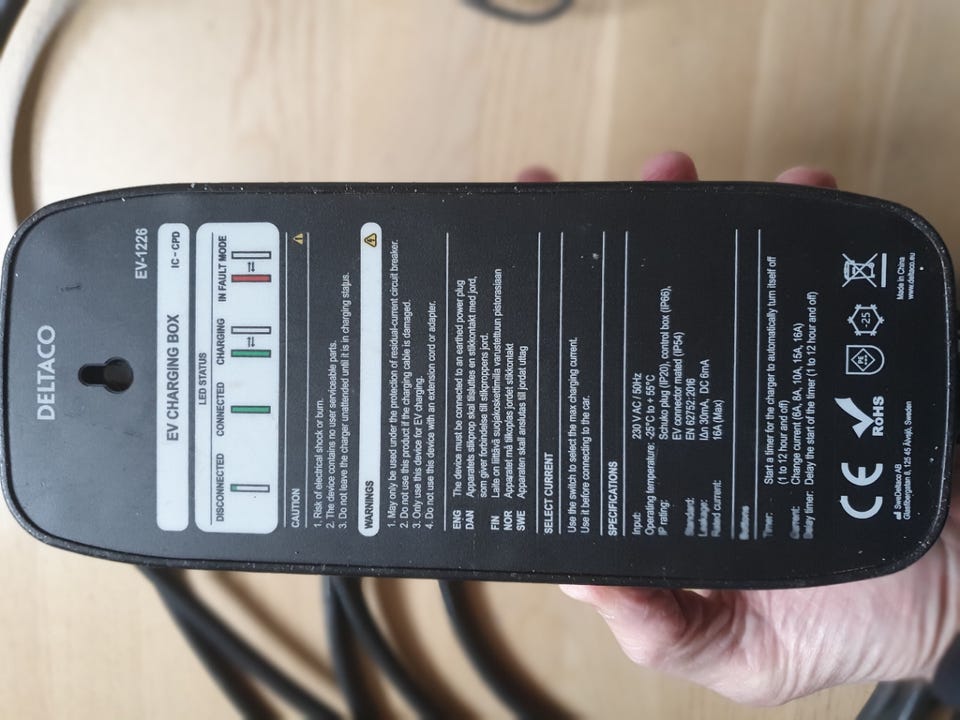 DELTACO
EV-1226
EV CHARGING BOX IC - CPD
LED STATUS
DISCONNECTED CONNECTED CHARGING IN FAULT MODE
CAUTION
1. Risk of electrical shock or burn.
2. The device contains no user serviceable parts.
3. Do not leave the charger unattended until it is in charging status.
WARNINGS
1. May only be used under the protection of residual-current circuit breaker.
2. Do not use this product if the charging cable is damaged.
3. Only use this device for EV charging.
4. Do not use this device with an extension cord or adapter.
ENG The device must be connected to an earthed power plug
DAN Apparatets stikprop skal tilsluttes en stikkontakt med jord,
som giver forbindelse til stikproppens jord.
FIN Laite on liittää suojakoskettimilla varustettuun pistorasiaan
NOR Apparatet må tilkoples jordet stikkontakt
SWE Apparaten skall anslutas till jordat uttag
SELECT CURRENT
Use the switch to select the max charging current.
Use it before connecting to the car.
SPECIFICATIONS
Input: 230 V AC / 50Hz
Operating temperature: -25°C to + 55°C
IP rating: Schuko plug (IP20), control box (IP66),
EV connector mated (IP54)
Standard: EN 62752:2016
Leakage: IΔn 30mA, DC 6mA
Rated current: 16A (Max)
Buttons
Timer: Start a timer for the charger to automatically turn itself off
(1 to 12 hour and off)
Current: Change current (6A, 8A, 10A, 15A, 16A)
Delay timer: Delay the start of the timer (1 to 12 hour and off)
CE RoHS -25
SweDeltaco AB
Glasbergagatan 8, 125 45 Älvsjö, Sweden
Made in China
www.deltaco.eu